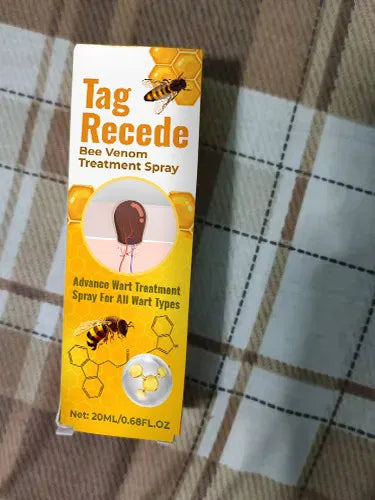 Tag
Recede
Bee Venom
Treatment Spray
Advance Wart Treatment
Spray For All Wart Types
Net: 20ML/0.68FL.OZ